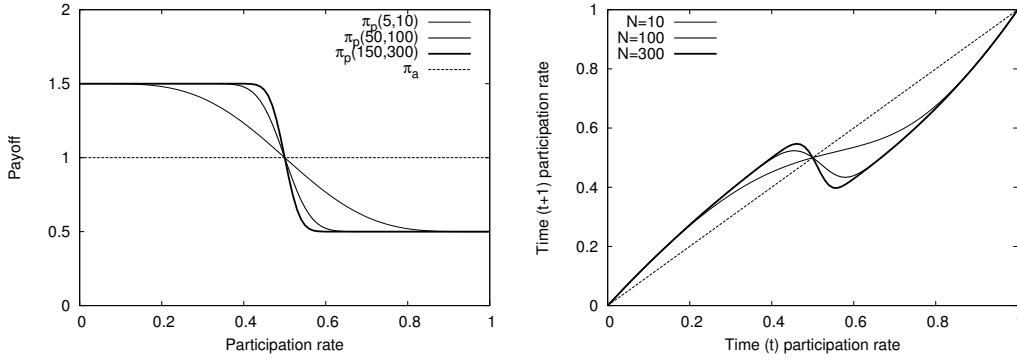 2
1.5
1
0.5
0
0 0.2 0.4 0.6 0.8 1
Payoff
Participation rate
πp(5,10)
πp(50,100)
πp(150,300)
πa
1
0.8
0.6
0.4
0.2
0
0 0.2 0.4 0.6 0.8 1
Time (t+1) participation rate
Time (t) participation rate
N=10
N=100
N=300